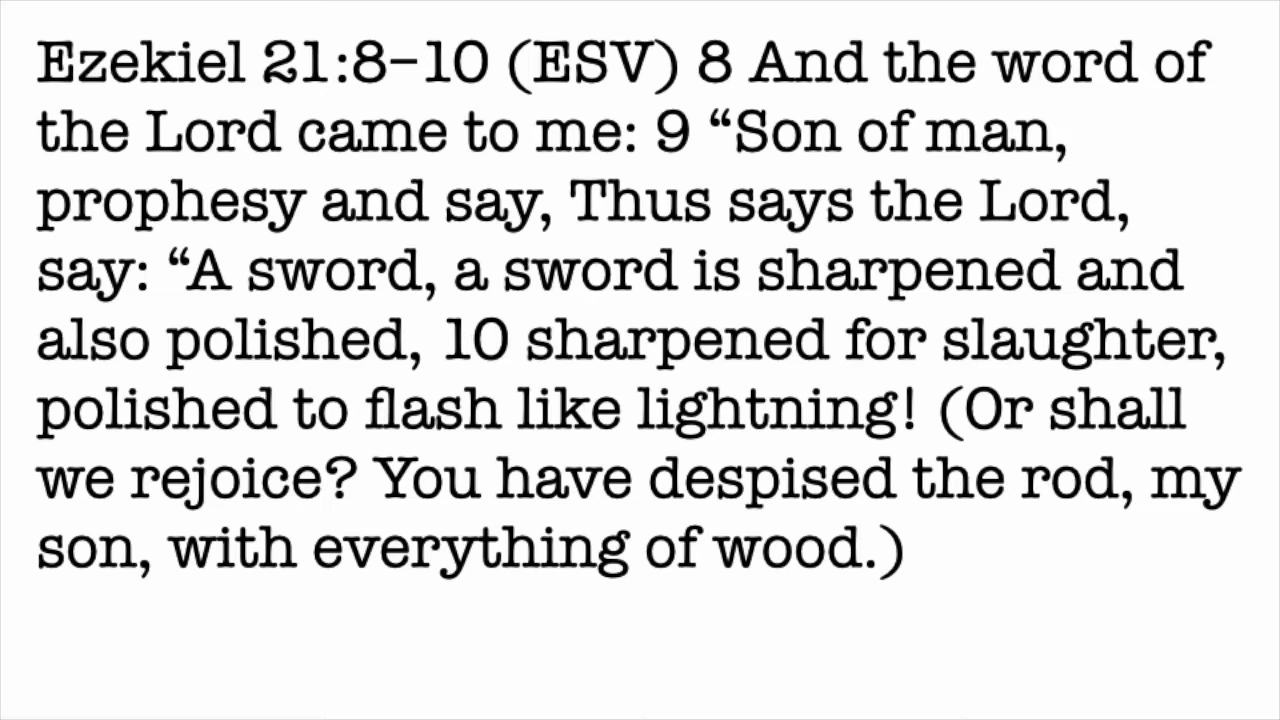 Ezekiel 21:8–10 (ESV) 8 And the word of
the Lord came to me: 9 “Son of man,
prophesy and say, Thus says the Lord,
say: “A sword, a sword is sharpened and
also polished, 10 sharpened for slaughter,
polished to flash like lightning! (Or shall
we rejoice? You have despised the rod, my
son, with everything of wood.)